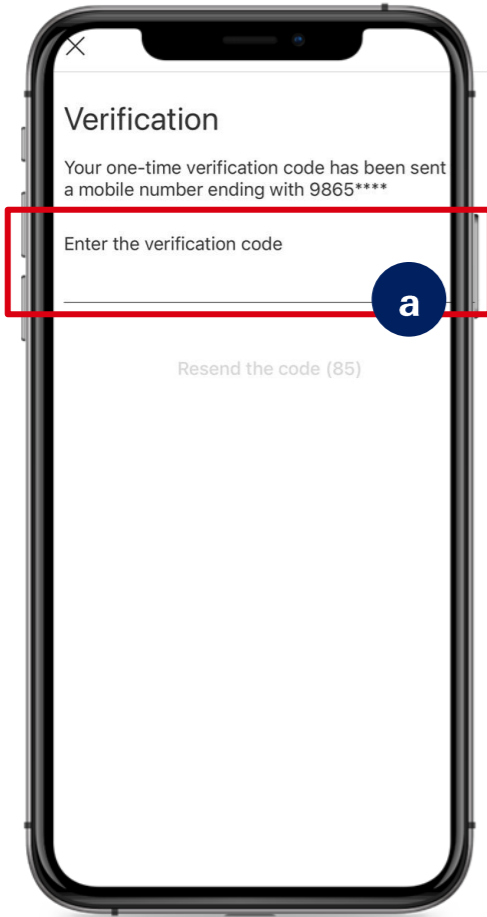 Verification
Your one-time verification code has been sent
a mobile number ending with 9865****
Enter the verification code
a
Resend the code (85)